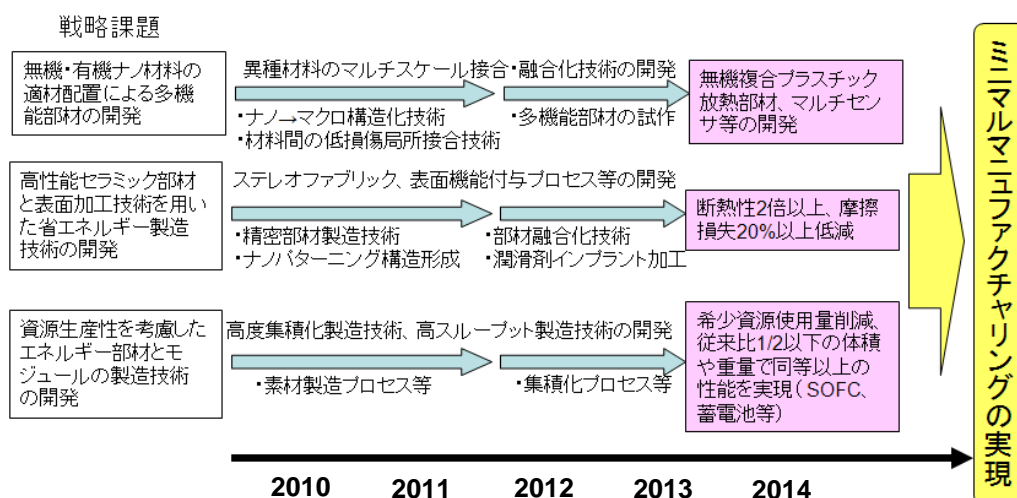 戦略課題
無機・有機ナノ材料の
適材配置による多機
能部材の開発
異種材料のマルチスケール接合・融合化技術の開発
・ナノ→マクロ構造化技術
・材料間の低損傷局所接合技術
・多機能部材の試作
無機複合プラスチック
放熱部材、マルチセン
サ等の開発
高性能セラミック部材
と表面加工技術を用い
た省エネルギー製造
技術の開発
ステレオファブリック、表面機能付与プロセス等の開発
・精密部材製造技術
・ナノパターニング構造形成
・部材融合化技術
・潤滑剤インプラント加工
断熱性2倍以上、摩擦
損失20%以上低減
資源生産性を考慮した
エネルギー部材とモ
ジュールの製造技術
の開発
高度集積化製造技術、高スループット製造技術の開発
・素材製造プロセス等
・集積化プロセス等
希少資源使用量削減、
従来比1/2以下の体積
や重量で同等以上の
性能を実現(SOFC、
蓄電池等)
ミニマルマニュファクチャリングの実現
2010 2011 2012 2013 2014